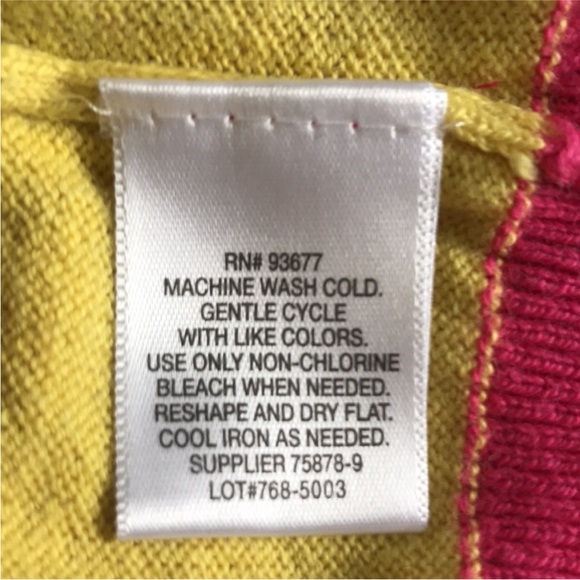 RN# 93677
MACHINE WASH COLD.
GENTLE CYCLE
WITH LIKE COLORS.
USE ONLY NON-CHLORINE
BLEACH WHEN NEEDED.
RESHAPE AND DRY FLAT.
COOL IRON AS NEEDED.
SUPPLIER 75878-9
LOT#768-5003